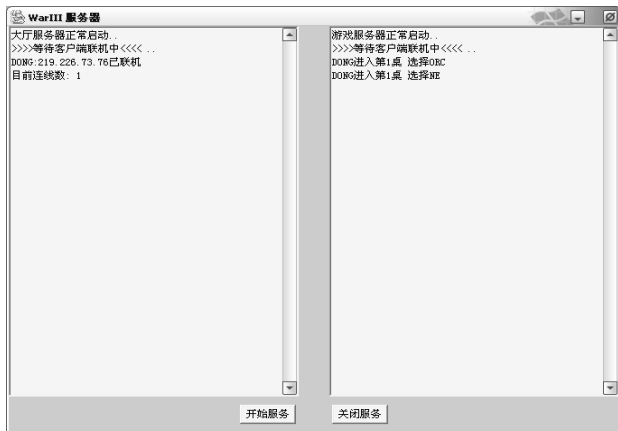 WarIII 服务器
大厅服务器正常启动..
>>>>等待客户端联机中<<<< ..
DONG:219.226.73.76已联机
目前连线数: 1
游戏服务器正常启动..
>>>>等待客户端联机中<<<< ..
DONG进入第1桌 选择ORC
DONG进入第1桌 选择NE
开始服务
关闭服务